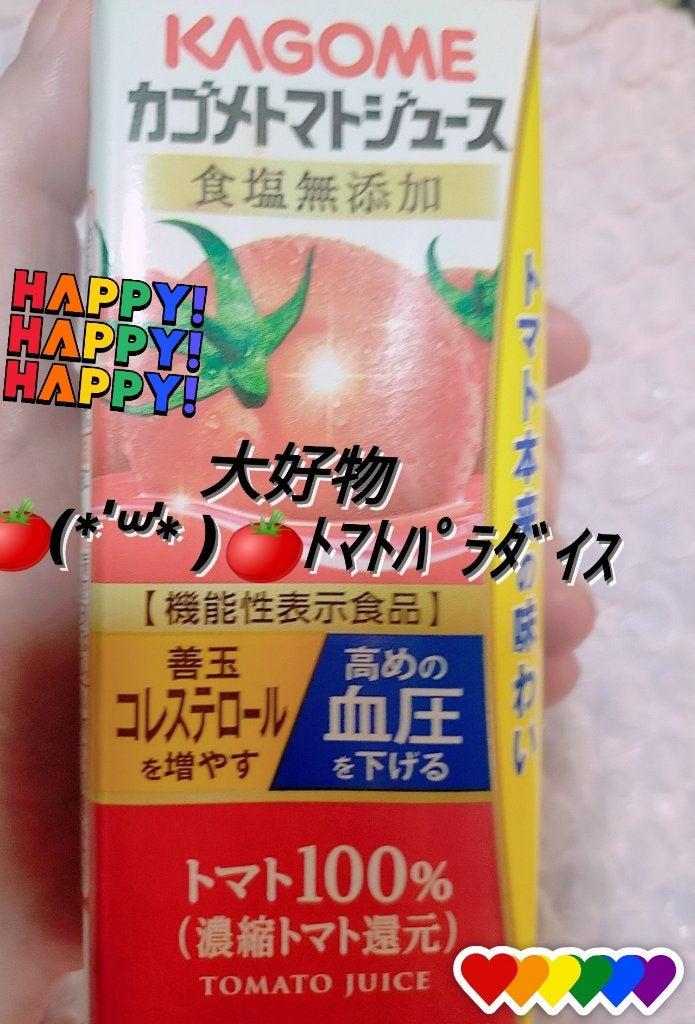 KAGOME
カゴメトマトジュース
食塩無添加
HAPPY!
HAPPY!
HAPPY!
大好物
🍅(*´꒳`* )🍅ﾄﾏﾄﾊﾟﾗﾀﾞｲｽ
トマト本来の味わい
【機能性表示食品】
善玉
コレステロール
を増やす
高めの
血圧
を下げる
トマト100%
(濃縮トマト還元)
TOMATO JUICE